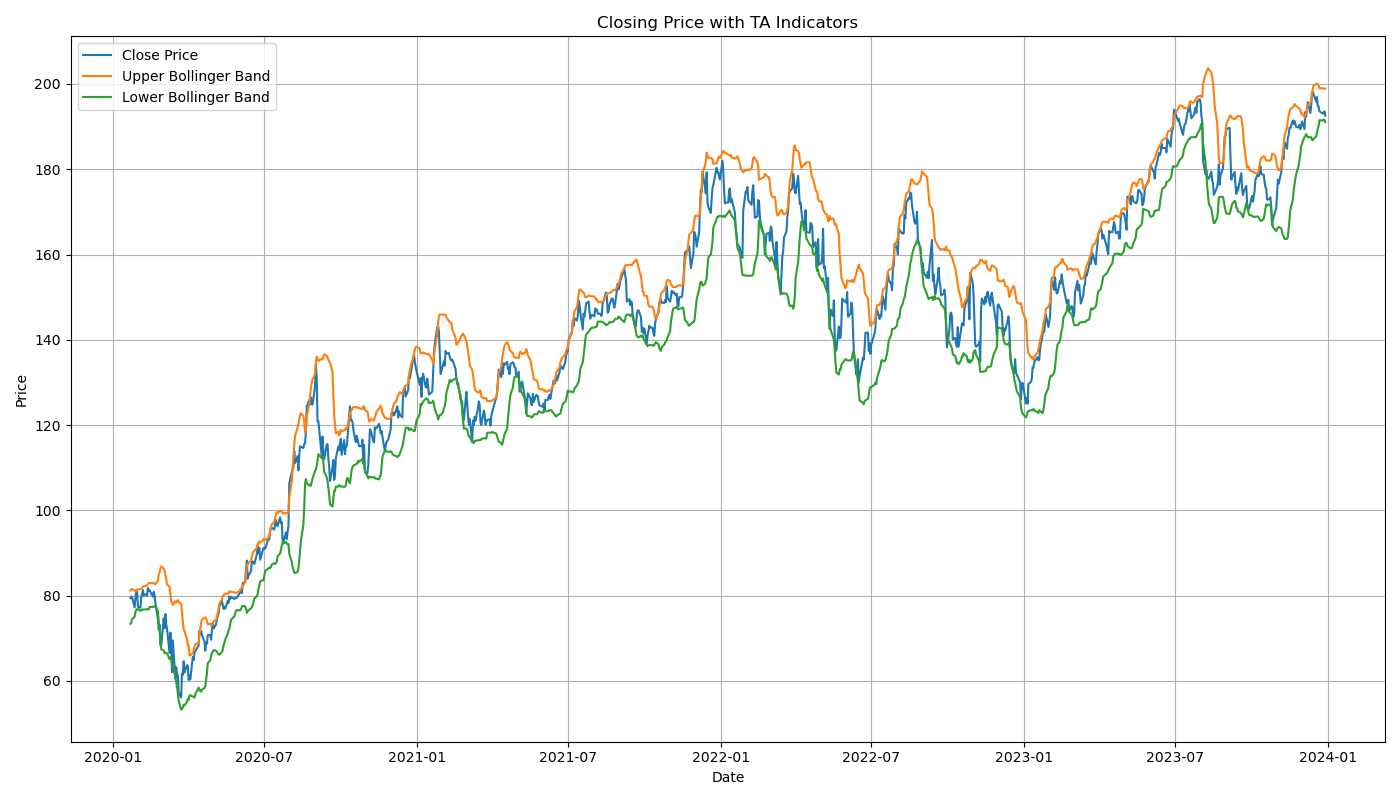 Closing Price with TA Indicators
Close Price
Upper Bollinger Band
Lower Bollinger Band
Price
200
180
160
140
120
100
80
60
2020-01 2020-07 2021-01 2021-07 2022-01 2022-07 2023-01 2023-07 2024-01
Date